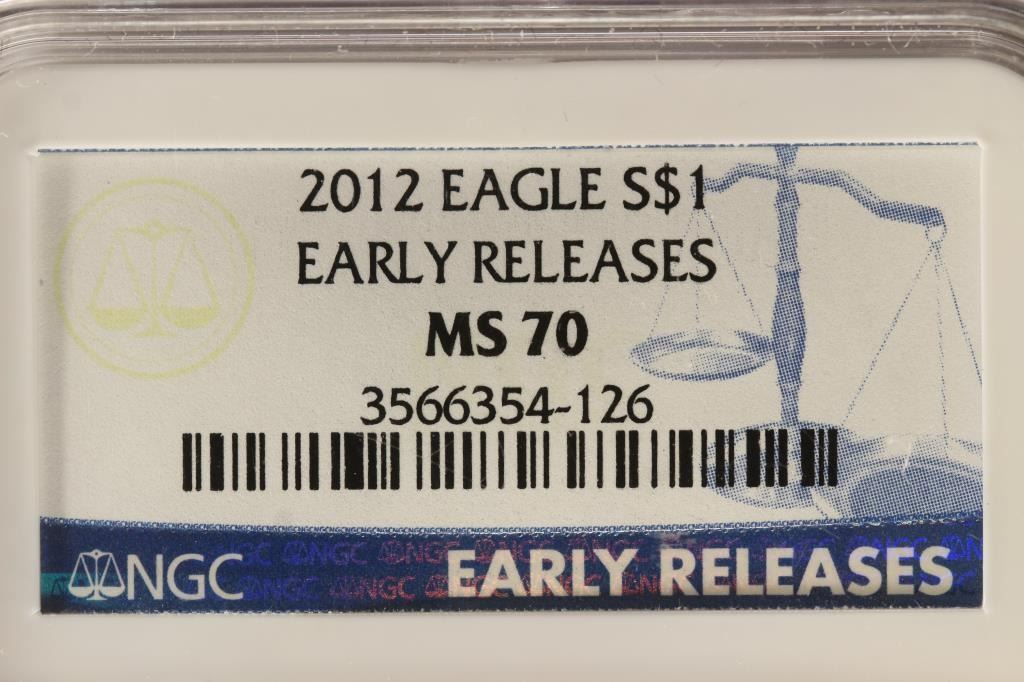 2012 EAGLE S$1
EARLY RELEASES
MS 70
3566354-126
NGC EARLY RELEASES